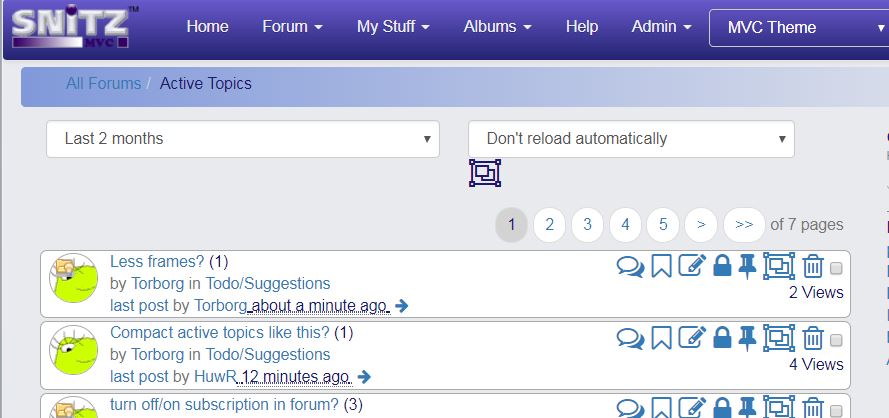 SNiTZ™
MVC
Home Forum My Stuff Albums Help Admin MVC Theme
All Forums / Active Topics
Last 2 months Don't reload automatically
1 2 3 4 5 > >> of 7 pages
Less frames? (1)
by Torborg in Todo/Suggestions
last post by Torborg about a minute ago
2 Views
Compact active topics like this? (1)
by Torborg in Todo/Suggestions
last post by HuwR 12 minutes ago
4 Views
turn off/on subscription in forum? (3)